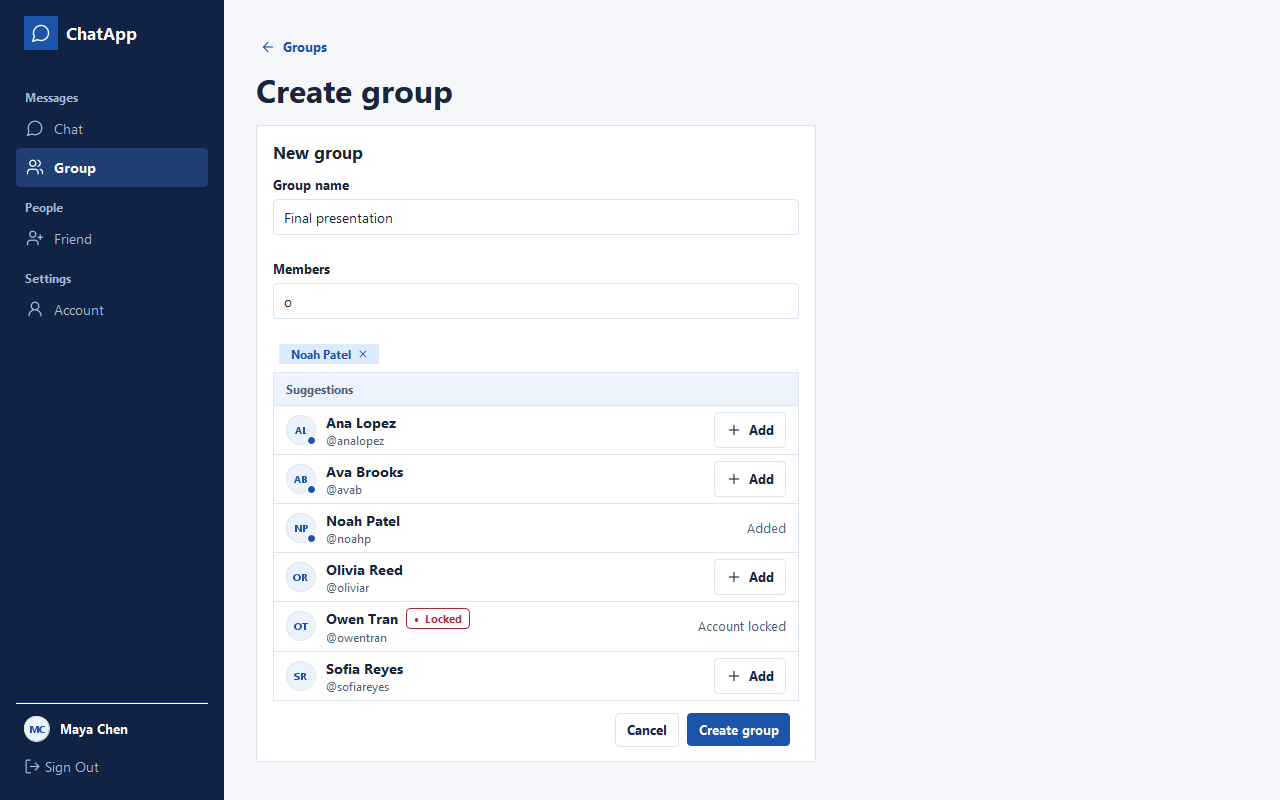 ChatApp
Messages
Chat
Group
People
Friend
Settings
Account
MC Maya Chen
Sign Out
Groups
Create group
New group
Group name
Final presentation
Members
o
Noah Patel
Suggestions
AL Ana Lopez
@analopez
Add
AB Ava Brooks
@avab
Add
NP Noah Patel
@noahp
Added
OR Olivia Reed
@oliviar
Add
OT Owen Tran Locked
@owentran
Account locked
SR Sofia Reyes
@sofiareyes
Add
Cancel
Create group